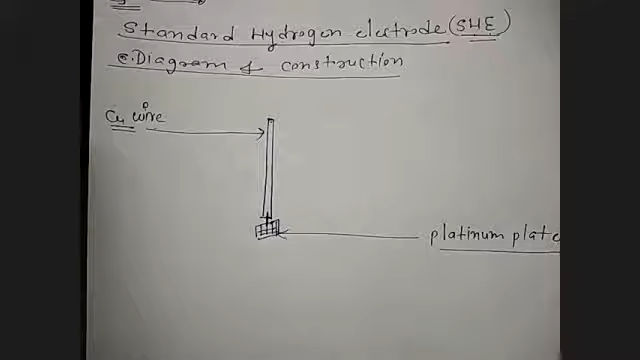 Standard Hydrogen electrode (SHE)
Diagram & construction
Cu wire
platinum plate